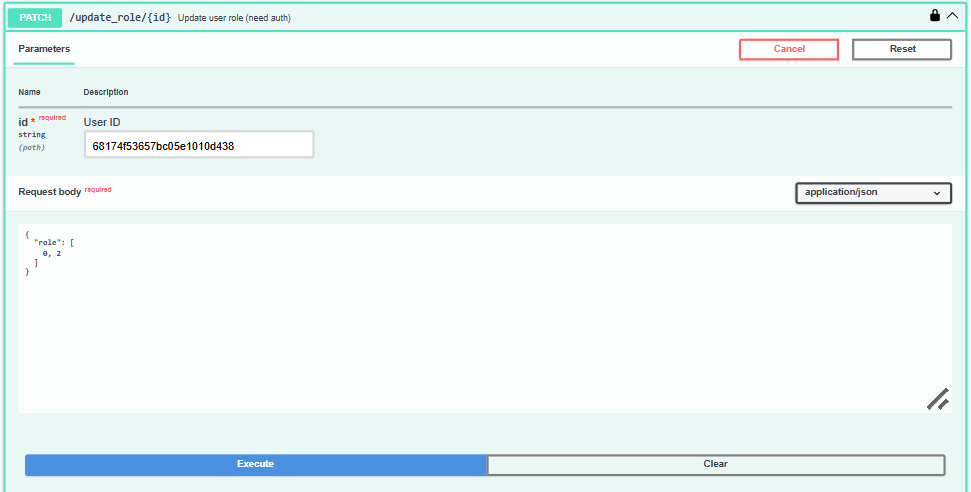 PATCH /update_role/{id} Update user role (need auth)
Parameters Cancel Reset
Name Description
id * required User ID
string
(path) 68174f53657bc05e1010d438
Request body required application/json
{
"role": [
0, 2
]
}
Execute Clear